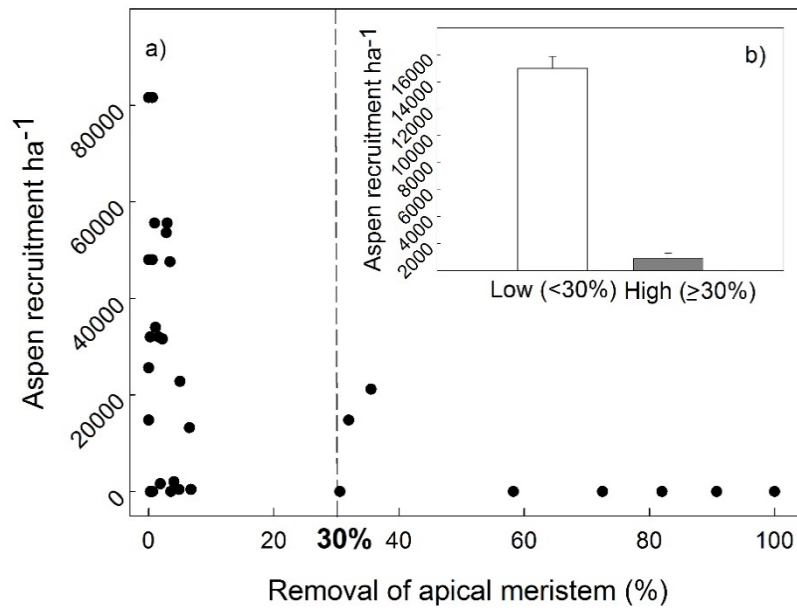 a)
Aspen recruitment ha⁻¹
80000
60000
40000
20000
0
0 20 30% 40 60 80 100
Removal of apical meristem (%)
b)
Aspen recruitment ha⁻¹
16000
14000
12000
10000
8000
6000
4000
2000
Low (<30%) High (≥30%)